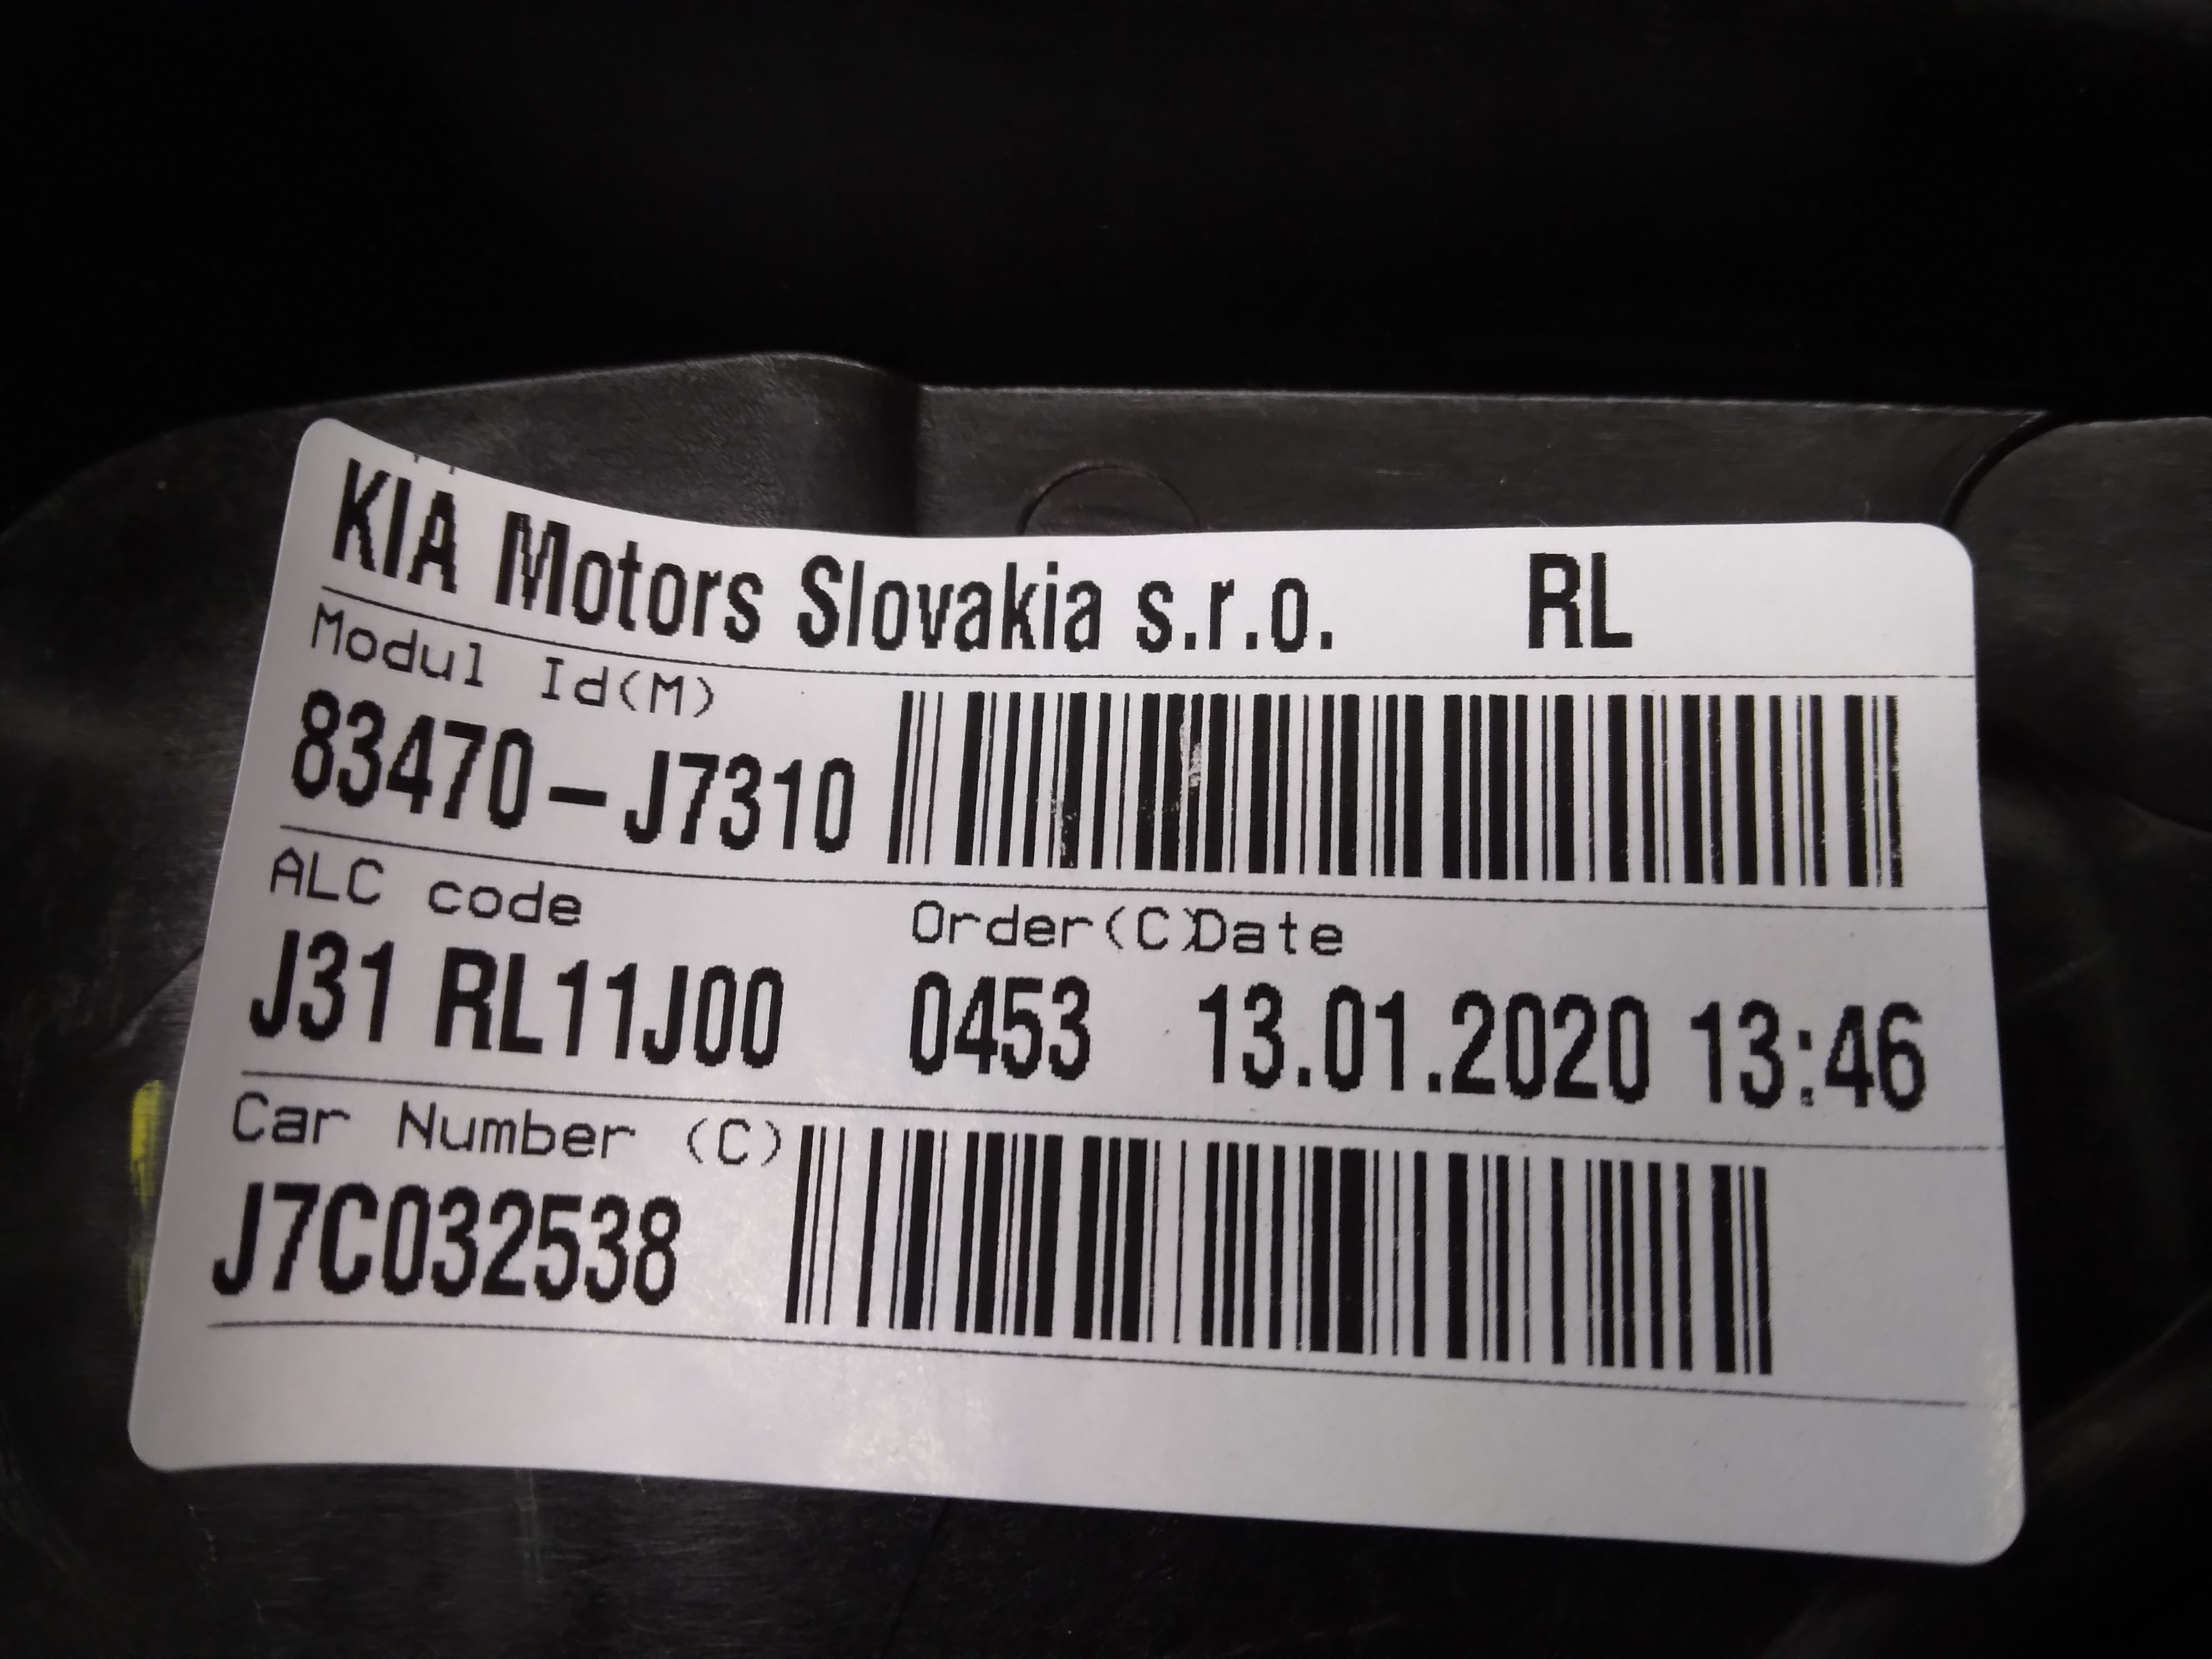 KIA Motors Slovakia s.r.o. RL
Modul Id(M)
83470-J7310
ALC code Order(C)Date
J31 RL11J00 0453 13.01.2020 13:46
Car Number (C)
J7C032538